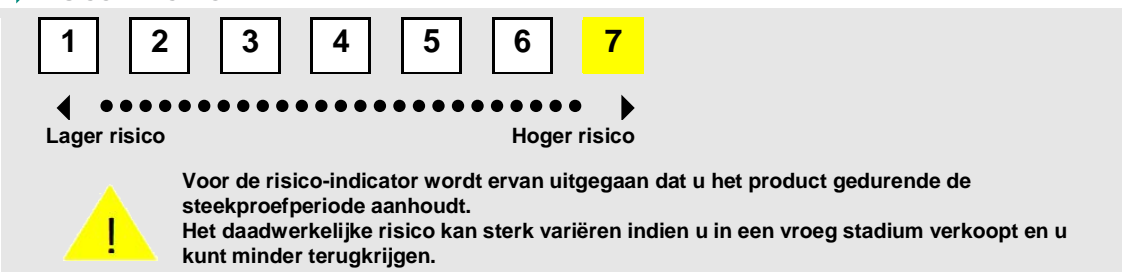 1 2 3 4 5 6 7
Lager risico Hoger risico
Voor de risico-indicator wordt ervan uitgegaan dat u het product gedurende de
steekproefperiode aanhoudt.
Het daadwerkelijke risico kan sterk variëren indien u in een vroeg stadium verkoopt en u
kunt minder terugkrijgen.